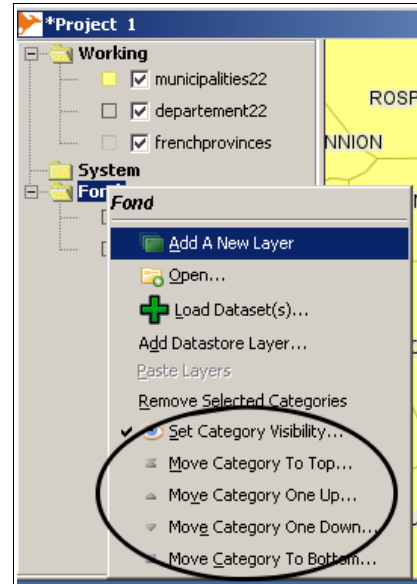 *Project 1
Working
municipalities22
departement22
frenchprovinces
ROSP
NNION
System
Fond
Fond
Add A New Layer
Open...
Load Dataset(s)...
Add Datastore Layer...
Paste Layers
Remove Selected Categories
Set Category Visibility...
Move Category To Top...
Move Category One Up...
Move Category One Down...
Move Category To Bottom...